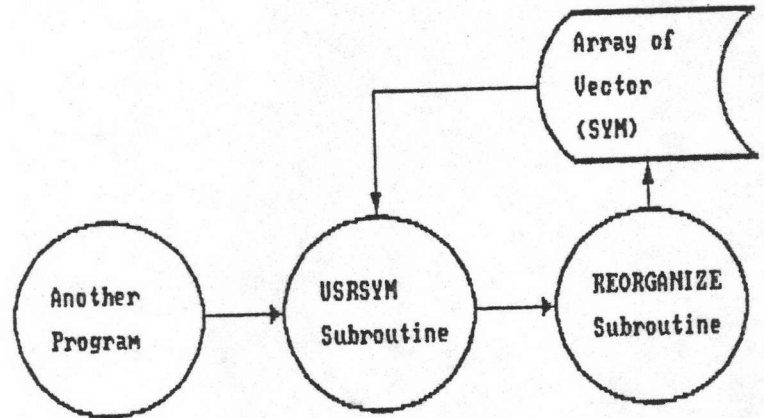 Array of
Vector
(SYM)
Another
Program
USRSYM
Subroutine
REORGANIZE
Subroutine